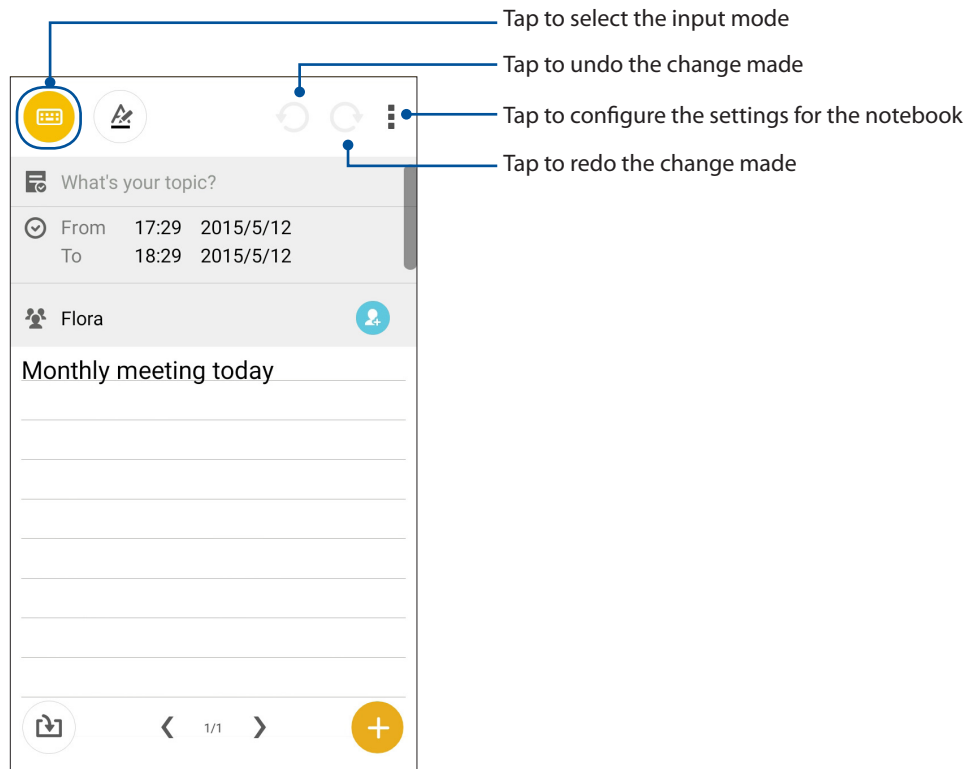 Tap to select the input mode
Tap to undo the change made
Tap to configure the settings for the notebook
Tap to redo the change made
What's your topic?
From 17:29 2015/5/12
To 18:29 2015/5/12
Flora
Monthly meeting today
1/1